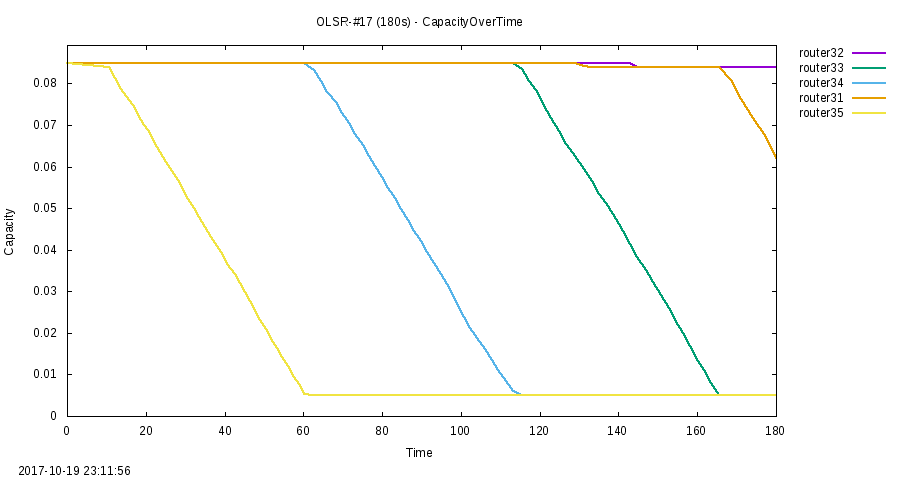 OLSR-#17 (180s) - CapacityOverTime
router32
router33
router34
router31
router35
0.08
0.07
0.06
0.05
0.04
0.03
0.02
0.01
0
Capacity
0 20 40 60 80 100 120 140 160 180
Time
2017-10-19 23:11:56